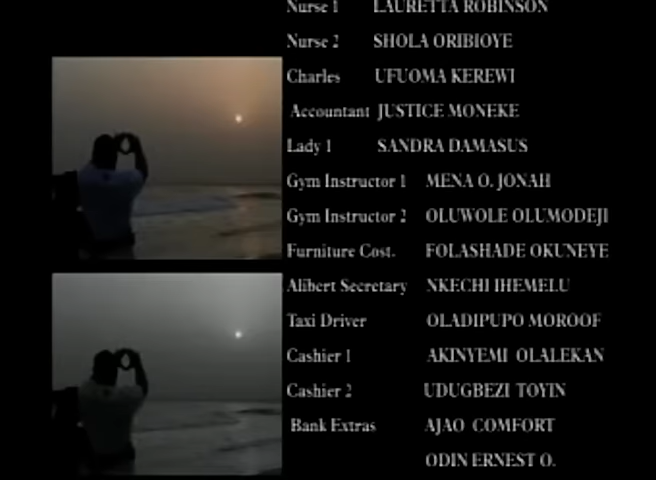 Nurse 1 LAURETTA ROBINSON
Nurse 2 SHOLA ORIBIOYE
Charles UFUOMA KEREWI
Accountant JUSTICE MONEKE
Lady 1 SANDRA DAMASUS
Gym Instructor 1 MENA O. JONAH
Gym Instructor 2 OLUWOLE OLUMODEJI
Furniture Cost. FOLASHADE OKUNEYE
Alibert Secretary NKECHI IHEMELU
Taxi Driver OLADIPUPO MOROOF
Cashier 1 AKINYEMI OLALEKAN
Cashier 2 UDUGBEZI TOYIN
Bank Extras AJAO COMFORT
ODIN ERNEST O.